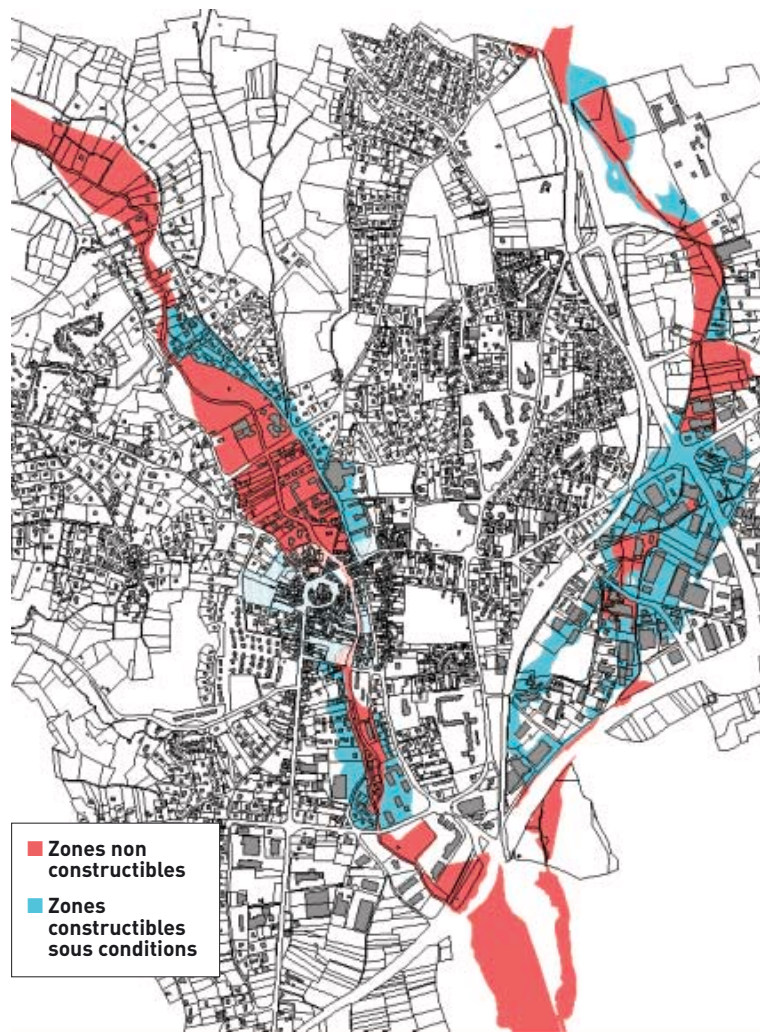 Zones non
constructibles
Zones
constructibles
sous conditions